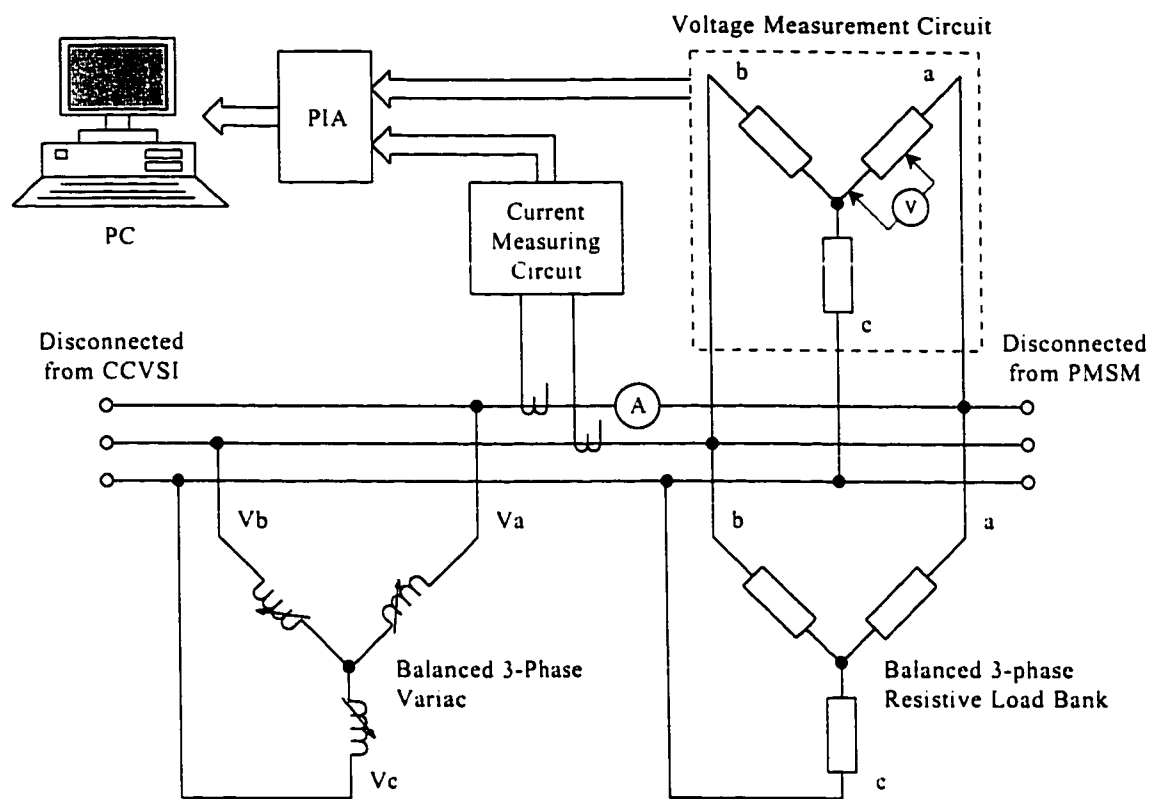 Voltage Measurement Circuit
b
a
PIA
V
Current
Measuring
Circuit
PC
c
Disconnected
from CCVSI
Disconnected
from PMSM
A
Vb
Va
b
a
Balanced 3-Phase
Variac
Balanced 3-phase
Resistive Load Bank
Vc
c